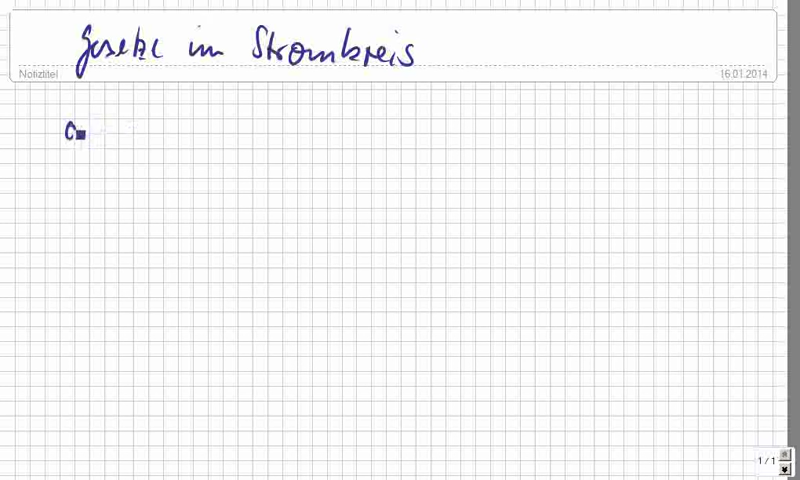 Gesetze im Stromkreis
Notiztitel
16.01.2014
1 / 1